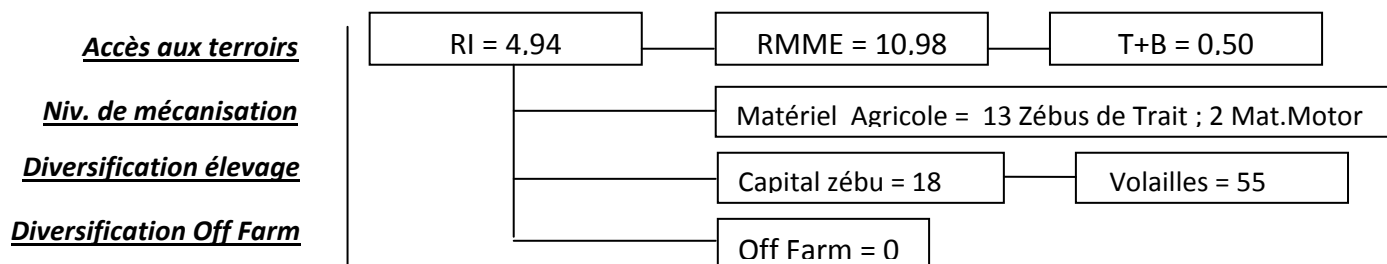 Accès aux terroirs RI = 4,94 RMME = 10,98 T+B = 0,50
Niv. de mécanisation Matériel Agricole = 13 Zébus de Trait ; 2 Mat.Motor
Diversification élevage Capital zébu = 18 Volailles = 55
Diversification Off Farm Off Farm = 0